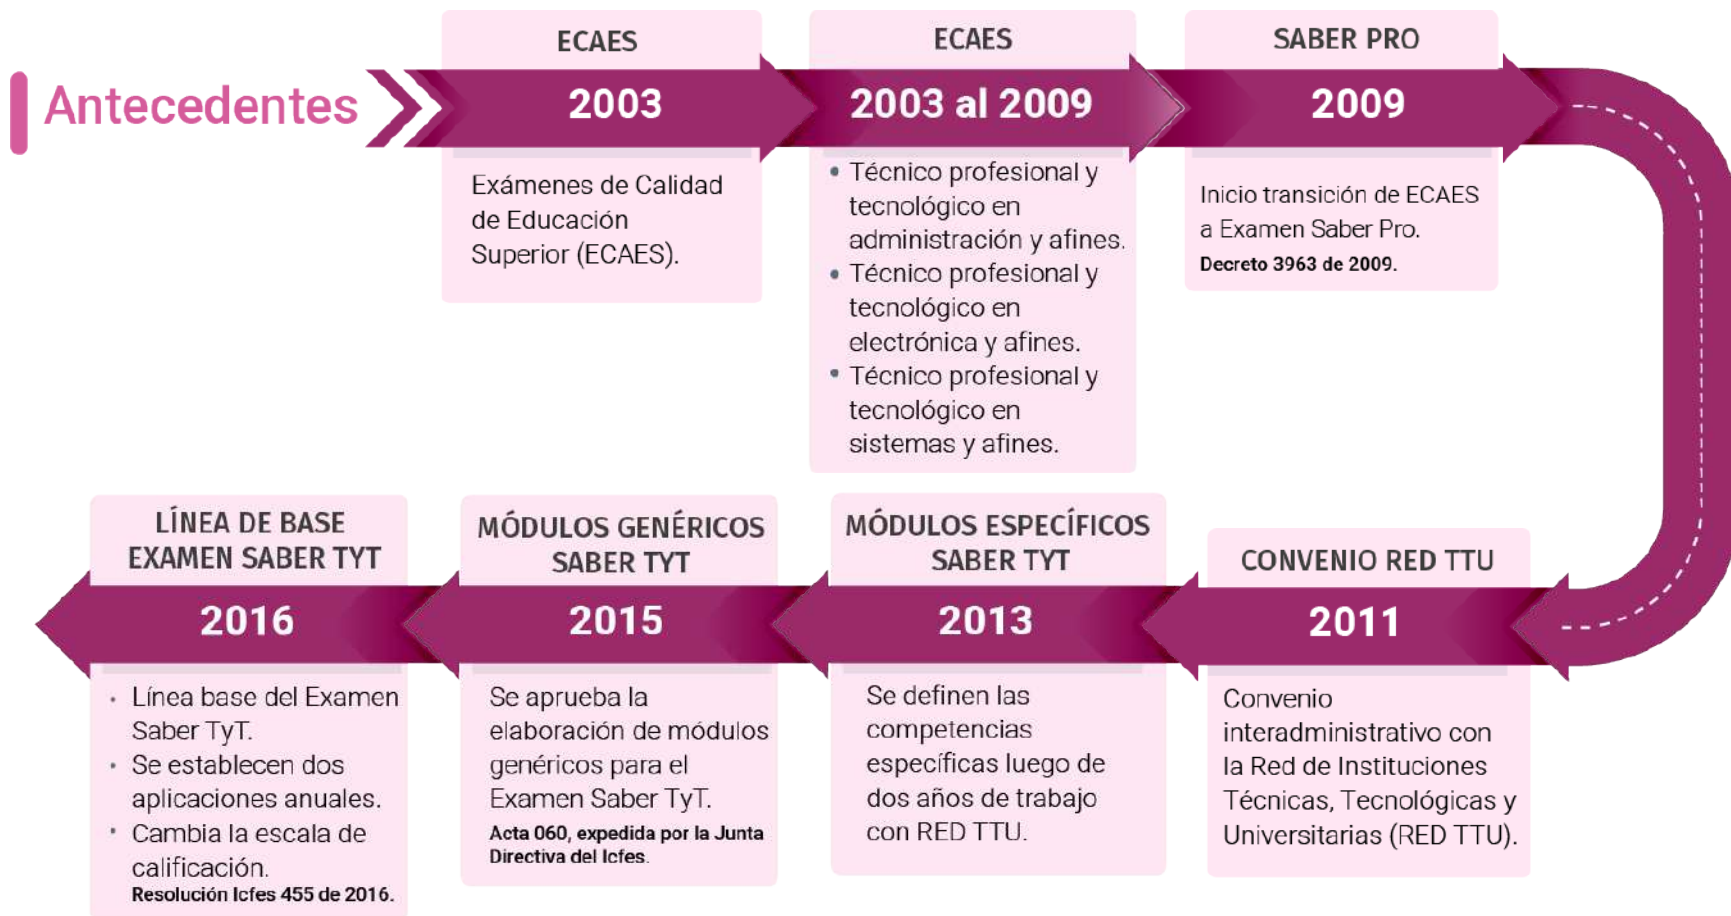 Antecedentes
ECAES
2003
Exámenes de Calidad
de Educación
Superior (ECAES).
ECAES
2003 al 2009
• Técnico profesional y
tecnológico en
administración y afines.
• Técnico profesional y
tecnológico en
electrónica y afines.
• Técnico profesional y
tecnológico en
sistemas y afines.
SABER PRO
2009
Inicio transición de ECAES
a Examen Saber Pro.
Decreto 3963 de 2009.
CONVENIO RED TTU
2011
Convenio
interadministrativo con
la Red de Instituciones
Técnicas, Tecnológicas y
Universitarias (RED TTU).
MÓDULOS ESPECÍFICOS
SABER TYT
2013
Se definen las
competencias
específicas luego de
dos años de trabajo
con RED TTU.
MÓDULOS GENÉRICOS
SABER TYT
2015
Se aprueba la
elaboración de módulos
genéricos para el
Examen Saber TyT.
Acta 060, expedida por la Junta
Directiva del Icfes.
LÍNEA DE BASE
EXAMEN SABER TYT
2016
• Línea base del Examen
Saber TyT.
• Se establecen dos
aplicaciones anuales.
• Cambia la escala de
calificación.
Resolución Icfes 455 de 2016.